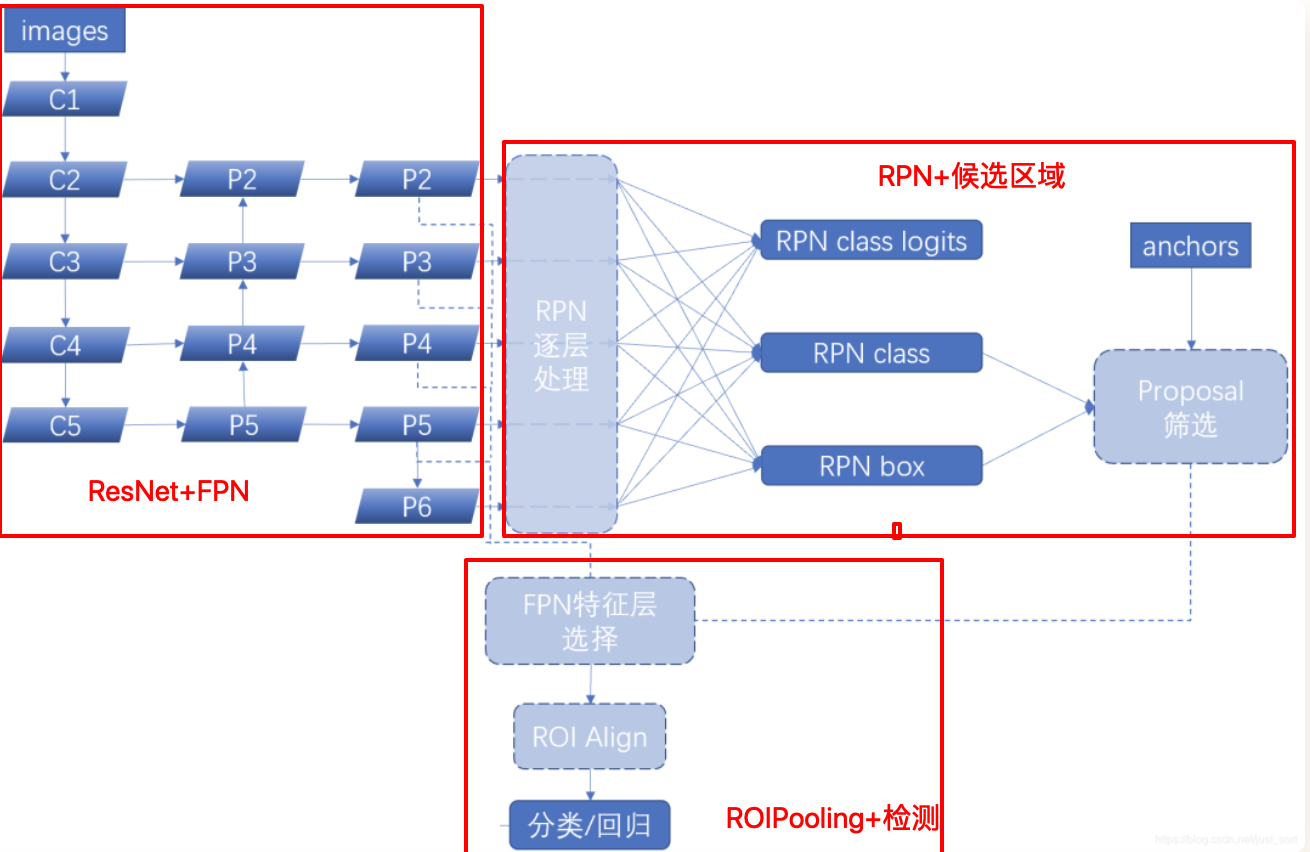 images
C1
C2
P2
P2
C3
P3
P3
C4
P4
P4
C5
P5
P5
P6
ResNet+FPN
RPN
逐层
处理
RPN+候选区域
RPN class logits
RPN class
RPN box
anchors
Proposal
筛选
FPN特征层
选择
ROI Align
分类/回归
ROIPooling+检测
https://blog.csdn.net/just_sort